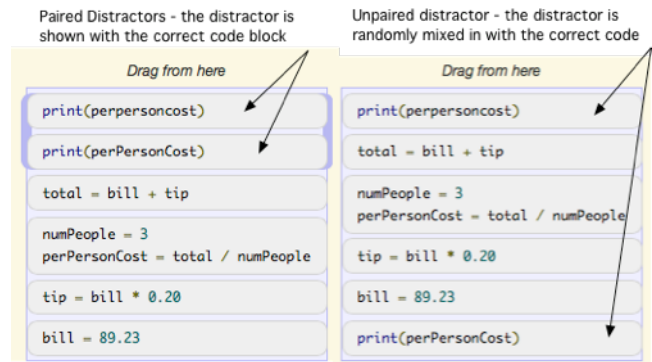 Paired Distractors - the distractor is
shown with the correct code block
Drag from here
print(perpersoncost)
print(perPersonCost)
total = bill + tip
numPeople = 3
perPersonCost = total / numPeople
tip = bill * 0.20
bill = 89.23
Unpaired distractor - the distractor is
randomly mixed in with the correct code
Drag from here
print(perpersoncost)
total = bill + tip
numPeople = 3
perPersonCost = total / numPeople
tip = bill * 0.20
bill = 89.23
print(perPersonCost)